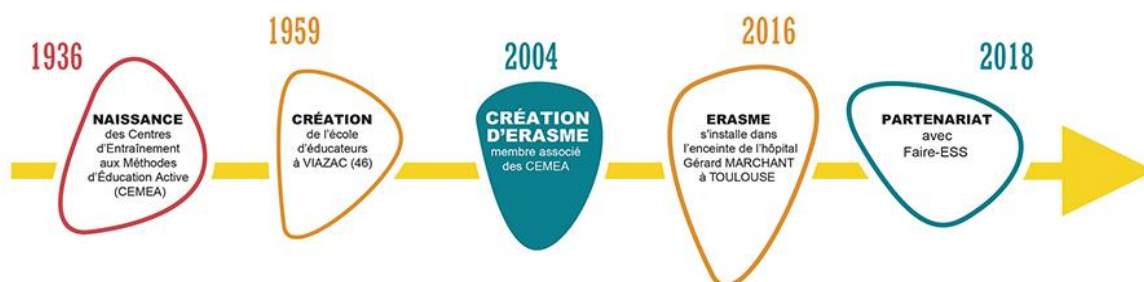 1936
NAISSANCE
des Centres
d'Entraînement
aux Méthodes
d'Éducation Active
(CEMEA)
1959
CRÉATION
de l'école
d'éducateurs
à VIAZAC (46)
2004
CRÉATION
D'ERASME
membre associé
des CEMEA
2016
ERASME
s'installe dans
l'enceinte de l'hôpital
Gérard MARCHANT
à TOULOUSE
2018
PARTENARIAT
avec
Faire-ESS